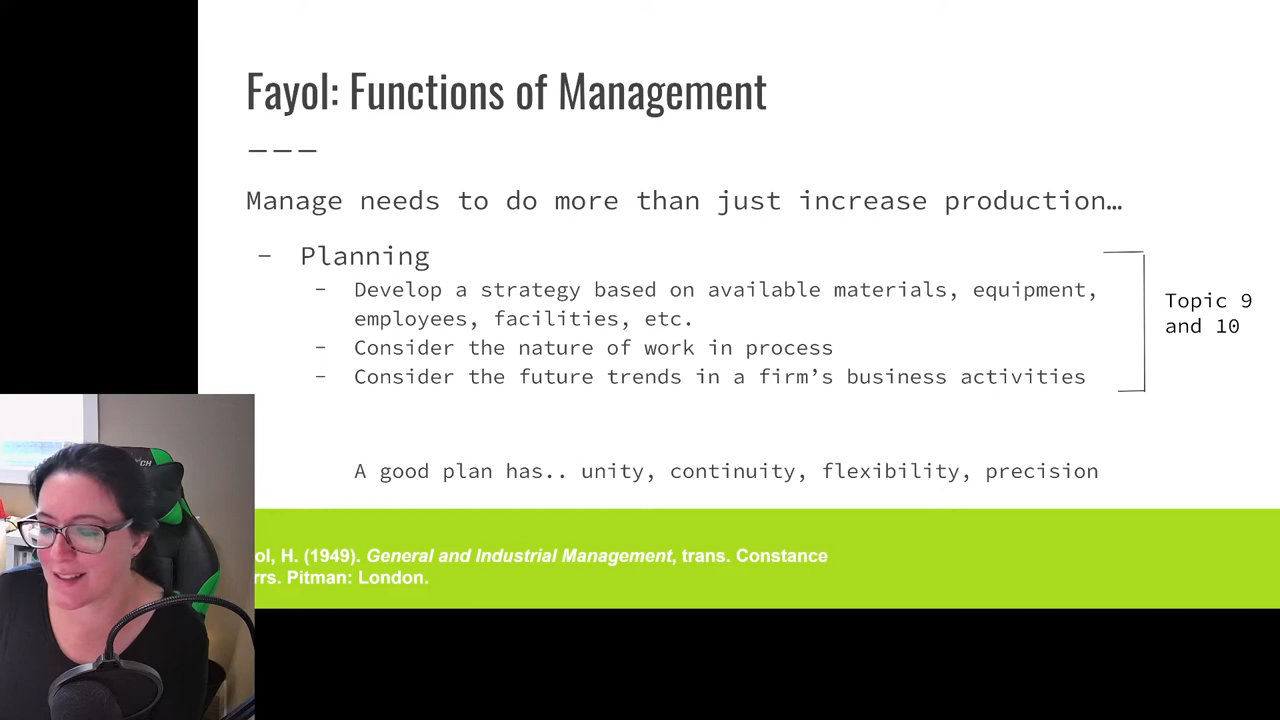 Fayol: Functions of Management
Manage needs to do more than just increase production…
- Planning
- Develop a strategy based on available materials, equipment,
employees, facilities, etc.
- Consider the nature of work in process
- Consider the future trends in a firm’s business activities
Topic 9
and 10
A good plan has.. unity, continuity, flexibility, precision
ol, H. (1949). General and Industrial Management, trans. Constance
rrs. Pitman: London.